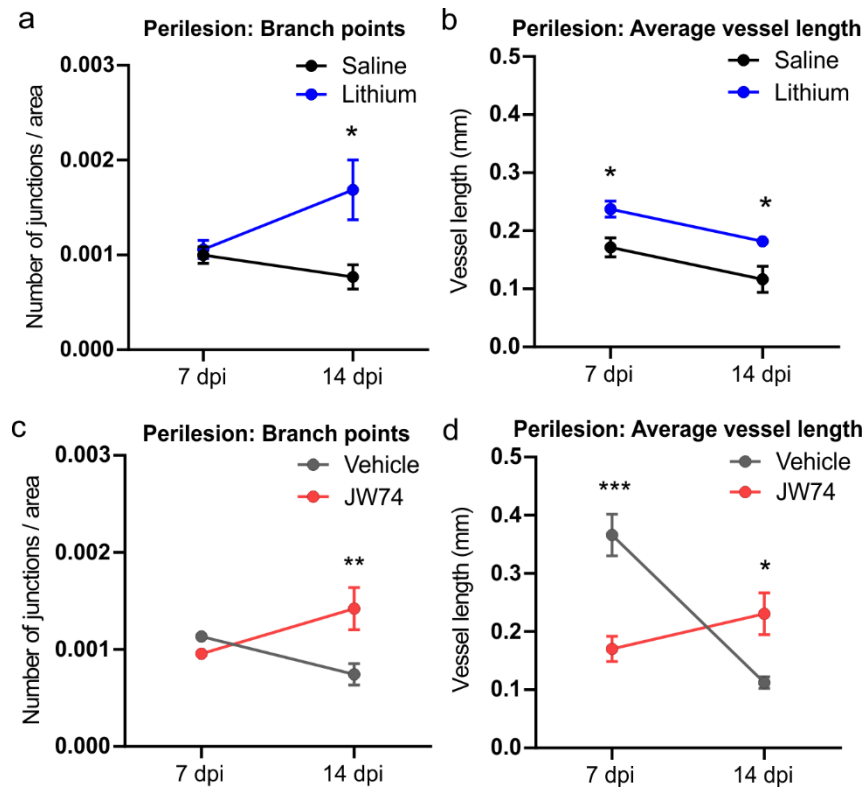 a
Perilesion: Branch points
Number of junctions / area
0.003
0.002
0.001
0.000
Saline
Lithium
*
7 dpi
14 dpi
b
Perilesion: Average vessel length
Vessel length (mm)
0.5
0.4
0.3
0.2
0.1
0.0
Saline
Lithium
*
*
7 dpi
14 dpi
c
Perilesion: Branch points
Number of junctions / area
0.003
0.002
0.001
0.000
Vehicle
JW74
**
7 dpi
14 dpi
d
Perilesion: Average vessel length
Vessel length (mm)
0.5
0.4
0.3
0.2
0.1
0.0
Vehicle
JW74
***
*
7 dpi
14 dpi